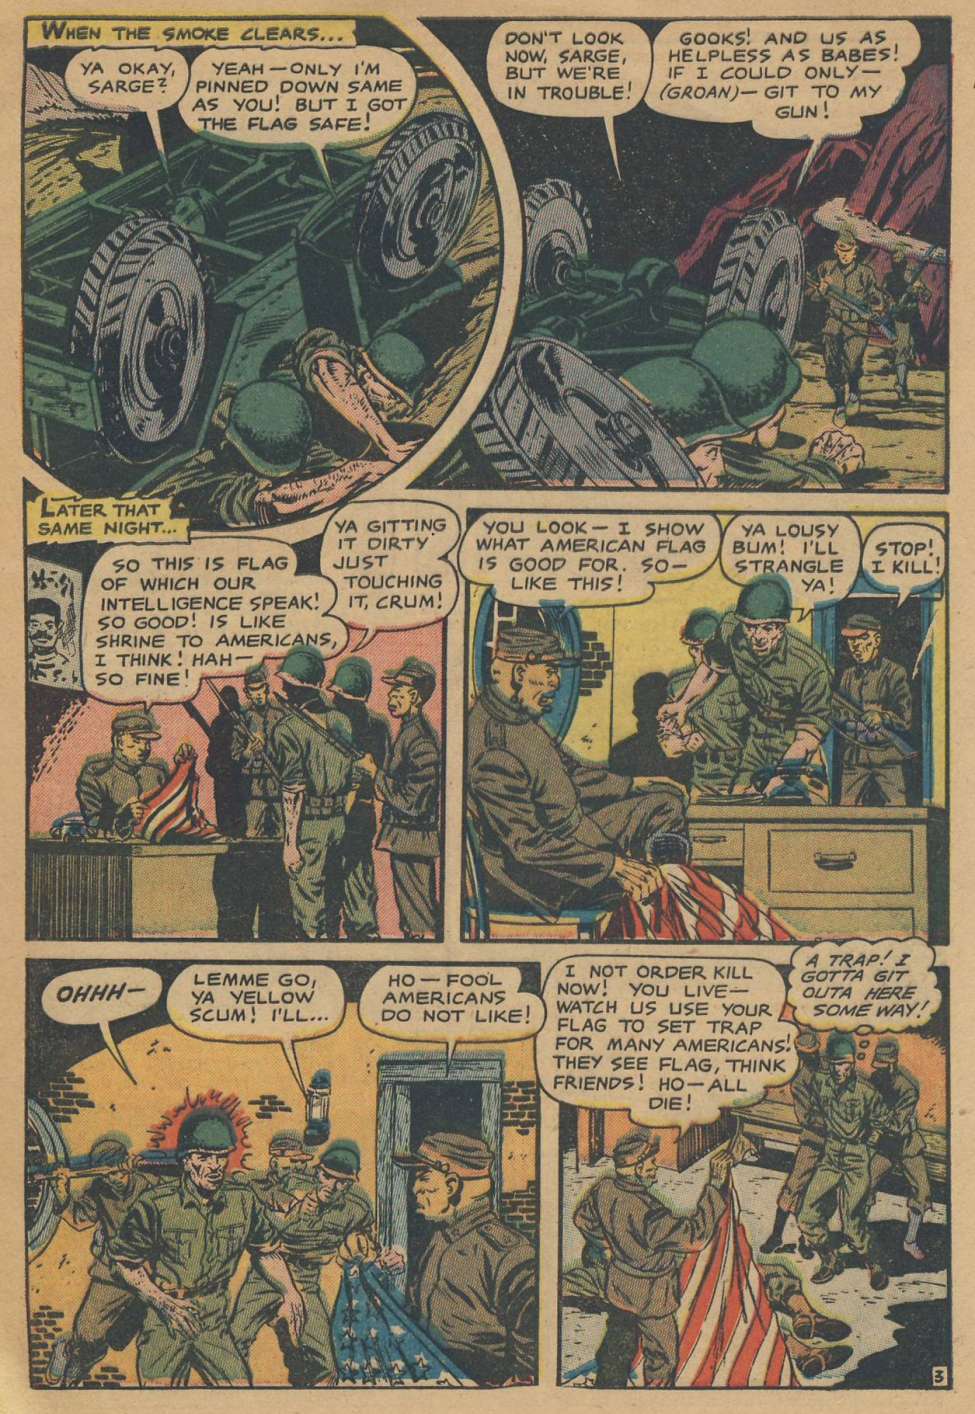 WHEN THE SMOKE CLEARS...
YA OKAY,
SARGE?
YEAH—ONLY I'M
PINNED DOWN SAME
AS YOU! BUT I GOT
THE FLAG SAFE!
DON'T LOOK
NOW, SARGE,
BUT WE'RE
IN TROUBLE!
GOOKS! AND US AS
HELPLESS AS BABES!
IF I COULD ONLY—
(GROAN)—GIT TO MY
GUN!
LATER THAT
SAME NIGHT...
SO THIS IS FLAG
OF WHICH OUR
INTELLIGENCE SPEAK!
SO GOOD! IS LIKE
SHRINE TO AMERICANS,
I THINK! HAH—
SO FINE!
YA GITTING
IT DIRTY
JUST
TOUCHING
IT, CRUM!
YOU LOOK—I SHOW
WHAT AMERICAN FLAG
IS GOOD FOR. SO—
LIKE THIS!
YA LOUSY
BUM! I'LL
STRANGLE
YA!
STOP!
I KILL!
OHHH—
LEMME GO,
YA YELLOW
SCUM! I'LL...
HO—FOOL
AMERICANS
DO NOT LIKE!
I NOT ORDER KILL
NOW! YOU LIVE—
WATCH US USE YOUR
FLAG TO SET TRAP
FOR MANY AMERICANS!
THEY SEE FLAG, THINK
FRIENDS! HO—ALL
DIE!
A TRAP! I
GOTTA GIT
OUTA HERE
SOME WAY!
3